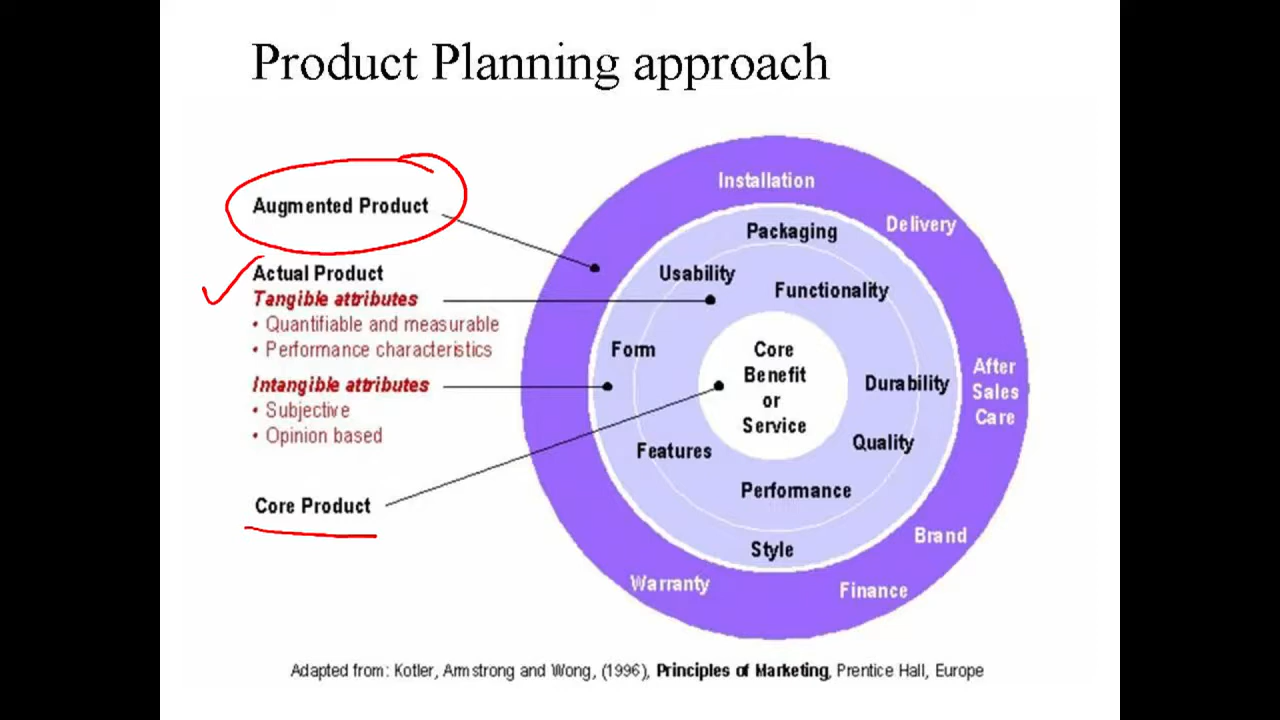 Product Planning approach
Augmented Product
Actual Product
Tangible attributes
• Quantifiable and measurable
• Performance characteristics
Intangible attributes
• Subjective
• Opinion based
Core Product
Installation
Delivery
After
Sales
Care
Brand
Finance
Warranty
Packaging
Usability
Functionality
Form
Durability
Quality
Features
Performance
Style
Core
Benefit
or
Service
Adapted from: Kotler, Armstrong and Wong, (1996), Principles of Marketing, Prentice Hall, Europe